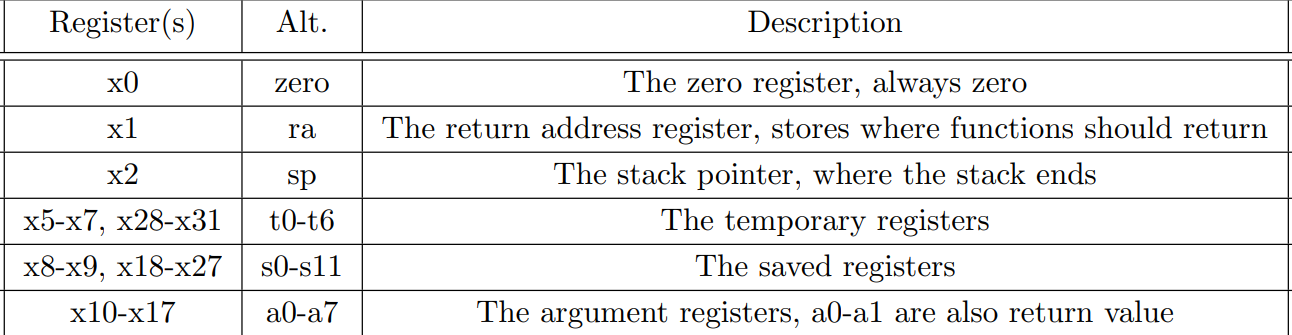 Register(s) Alt. Description
x0 zero The zero register, always zero
x1 ra The return address register, stores where functions should return
x2 sp The stack pointer, where the stack ends
x5-x7, x28-x31 t0-t6 The temporary registers
x8-x9, x18-x27 s0-s11 The saved registers
x10-x17 a0-a7 The argument registers, a0-a1 are also return value